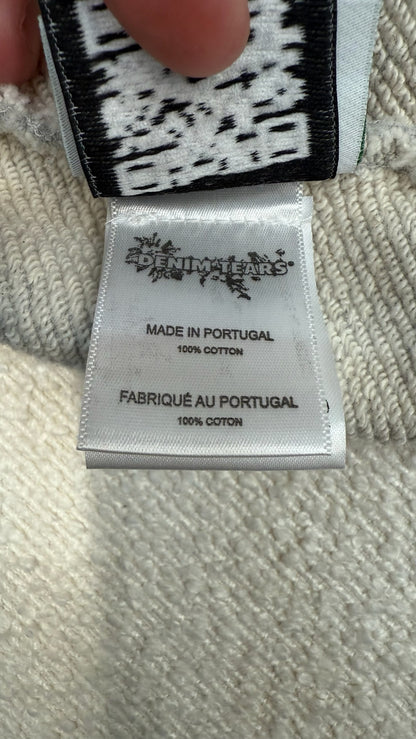 DENIM TEARS
MADE IN PORTUGAL
100% COTTON
FABRIQUÉ AU PORTUGAL
100% COTON